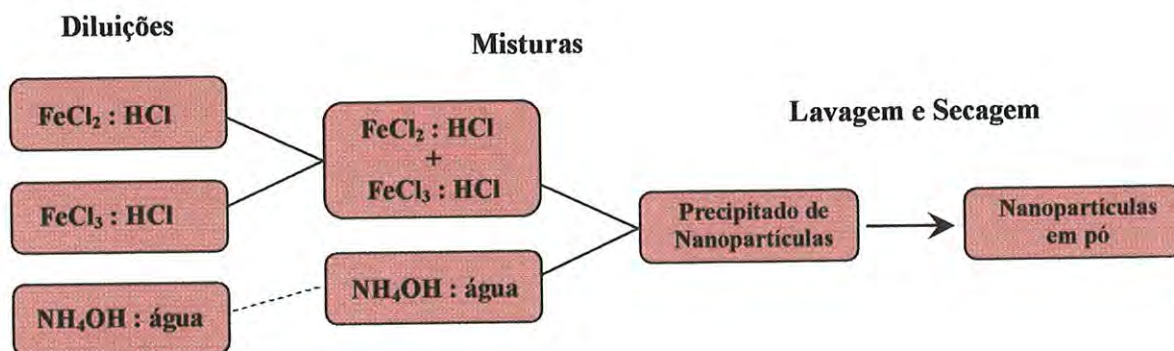 Diluições
Misturas
Lavagem e Secagem
FeCl₂ : HCl
FeCl₃ : HCl
NH₄OH : água
FeCl₂ : HCl
+
FeCl₃ : HCl
NH₄OH : água
Precipitado de
Nanopartículas
Nanopartículas
em pó